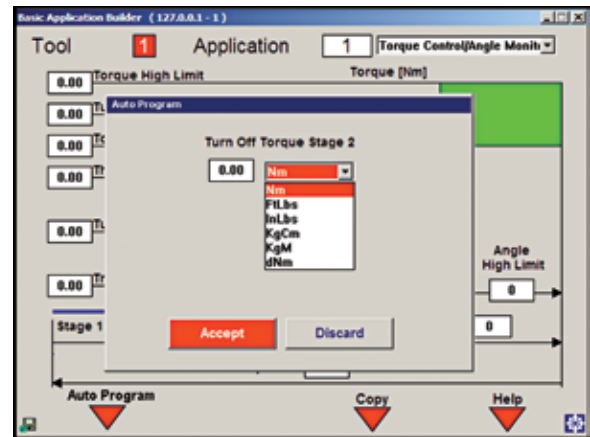 Basic Application Builder ( 127.0.0.1 - 1 )
Tool 1 Application 1 Torque Control/Angle Monit
0.00 Torque High Limit Torque [Nm]
0.00
0.00
0.00
0.00
0.00
Auto Program
Turn Off Torque Stage 2
0.00 Nm
Nm
FtLbs
InLbs
KgCm
KgM
dNm
Accept Discard
Angle
High Limit
0
Stage 1 0
Auto Program Copy Help